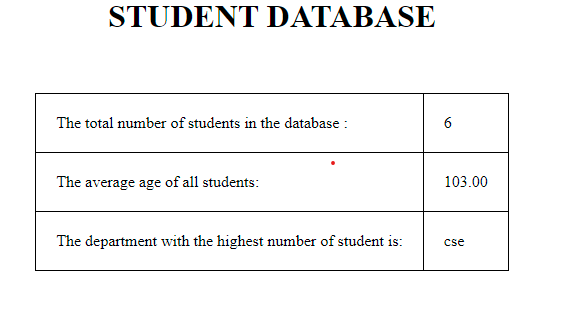 STUDENT DATABASE
The total number of students in the database : 6
The average age of all students: 103.00
The department with the highest number of student is: cse